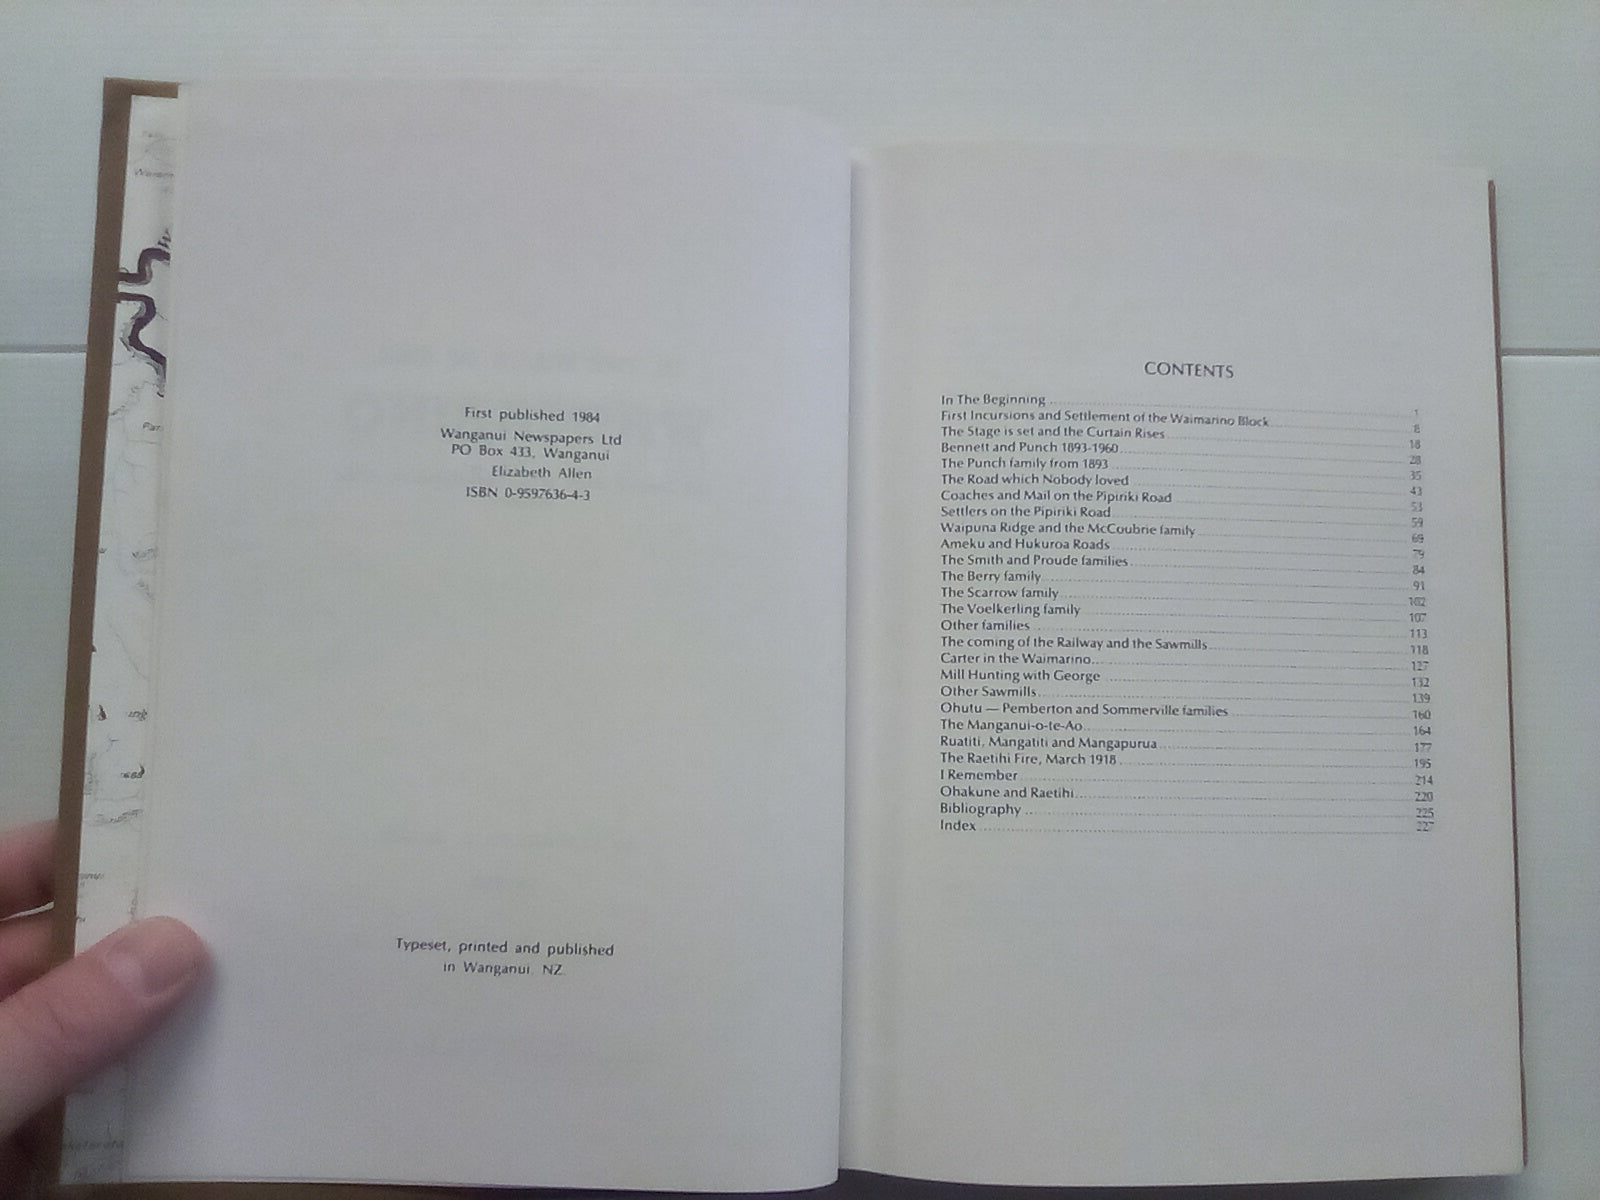 First published 1984
Wanganui Newspapers Ltd
PO Box 433, Wanganui
Elizabeth Allen
ISBN 0-9597636-4-3
Typeset, printed and published
in Wanganui, NZ
CONTENTS
In The Beginning 1
First Incursions and Settlement of the Waimarino Block 8
The Stage is set and the Curtain Rises 18
Bennett and Punch 1893-1960 28
The Punch family from 1893 35
The Road which Nobody loved 43
Coaches and Mail on the Pipiriki Road 53
Settlers on the Pipiriki Road 59
Waipuna Ridge and the McCoubrie family 69
Ameku and Hukuroa Roads 79
The Smith and Proude families 84
The Berry family 91
The Scarrow family 102
The Voelkerling family 107
Other families 113
The coming of the Railway and the Sawmills 118
Carter in the Waimarino 127
Mill Hunting with George 132
Other Sawmills 139
Ohutu — Pemberton and Sommerville families 160
The Manganui-o-te-Ao 164
Ruatiti, Mangatiti and Mangapurua 177
The Raetihi Fire, March 1918 195
I Remember 214
Ohakune and Raetihi 220
Bibliography 225
Index 227